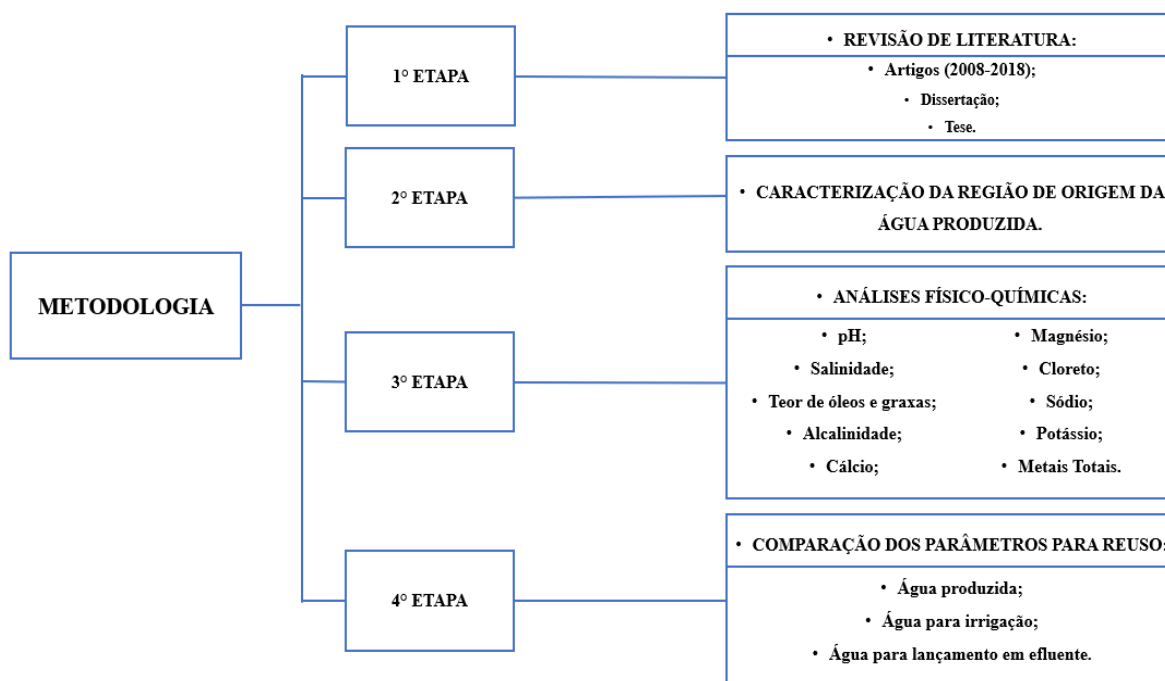 METODOLOGIA
1° ETAPA
• REVISÃO DE LITERATURA:
• Artigos (2008-2018);
• Dissertação;
• Tese.
2° ETAPA
• CARACTERIZAÇÃO DA REGIÃO DE ORIGEM DA
ÁGUA PRODUZIDA.
3° ETAPA
• ANÁLISES FÍSICO-QUÍMICAS:
• pH;
• Salinidade;
• Teor de óleos e graxas;
• Alcalinidade;
• Cálcio;
• Magnésio;
• Cloreto;
• Sódio;
• Potássio;
• Metais Totais.
4° ETAPA
• COMPARAÇÃO DOS PARÂMETROS PARA REUSO:
• Água produzida;
• Água para irrigação;
• Água para lançamento em efluente.